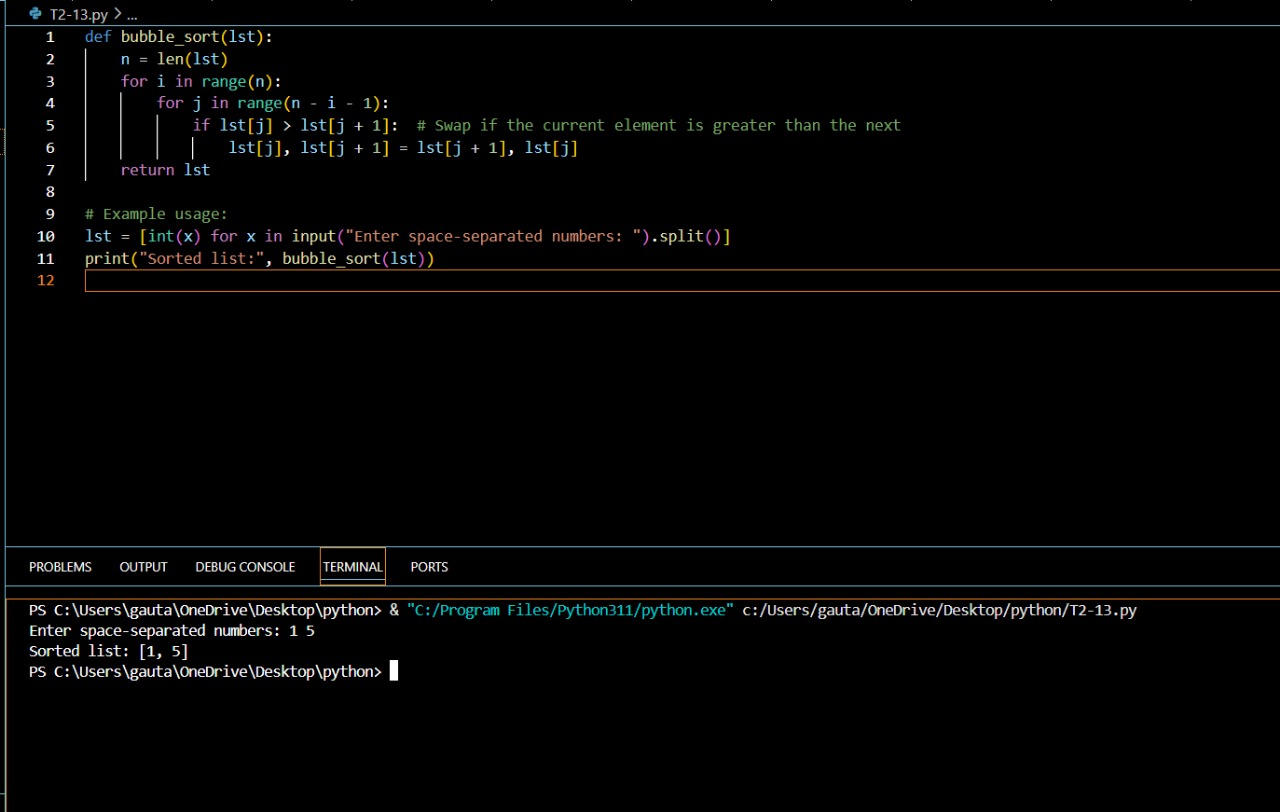 T2-13.py > ...
1 def bubble_sort(lst):
2     n = len(lst)
3     for i in range(n):
4         for j in range(n - i - 1):
5             if lst[j] > lst[j + 1]:  # Swap if the current element is greater than the next
6                 lst[j], lst[j + 1] = lst[j + 1], lst[j]
7     return lst
8
9 # Example usage:
10 lst = [int(x) for x in input("Enter space-separated numbers: ").split()]
11 print("Sorted list:", bubble_sort(lst))
12
PROBLEMS OUTPUT DEBUG CONSOLE TERMINAL PORTS
PS C:\Users\gauta\OneDrive\Desktop\python> & "C:/Program Files/Python311/python.exe" c:/Users/gauta/OneDrive/Desktop/python/T2-13.py
Enter space-separated numbers: 1 5
Sorted list: [1, 5]
PS C:\Users\gauta\OneDrive\Desktop\python>